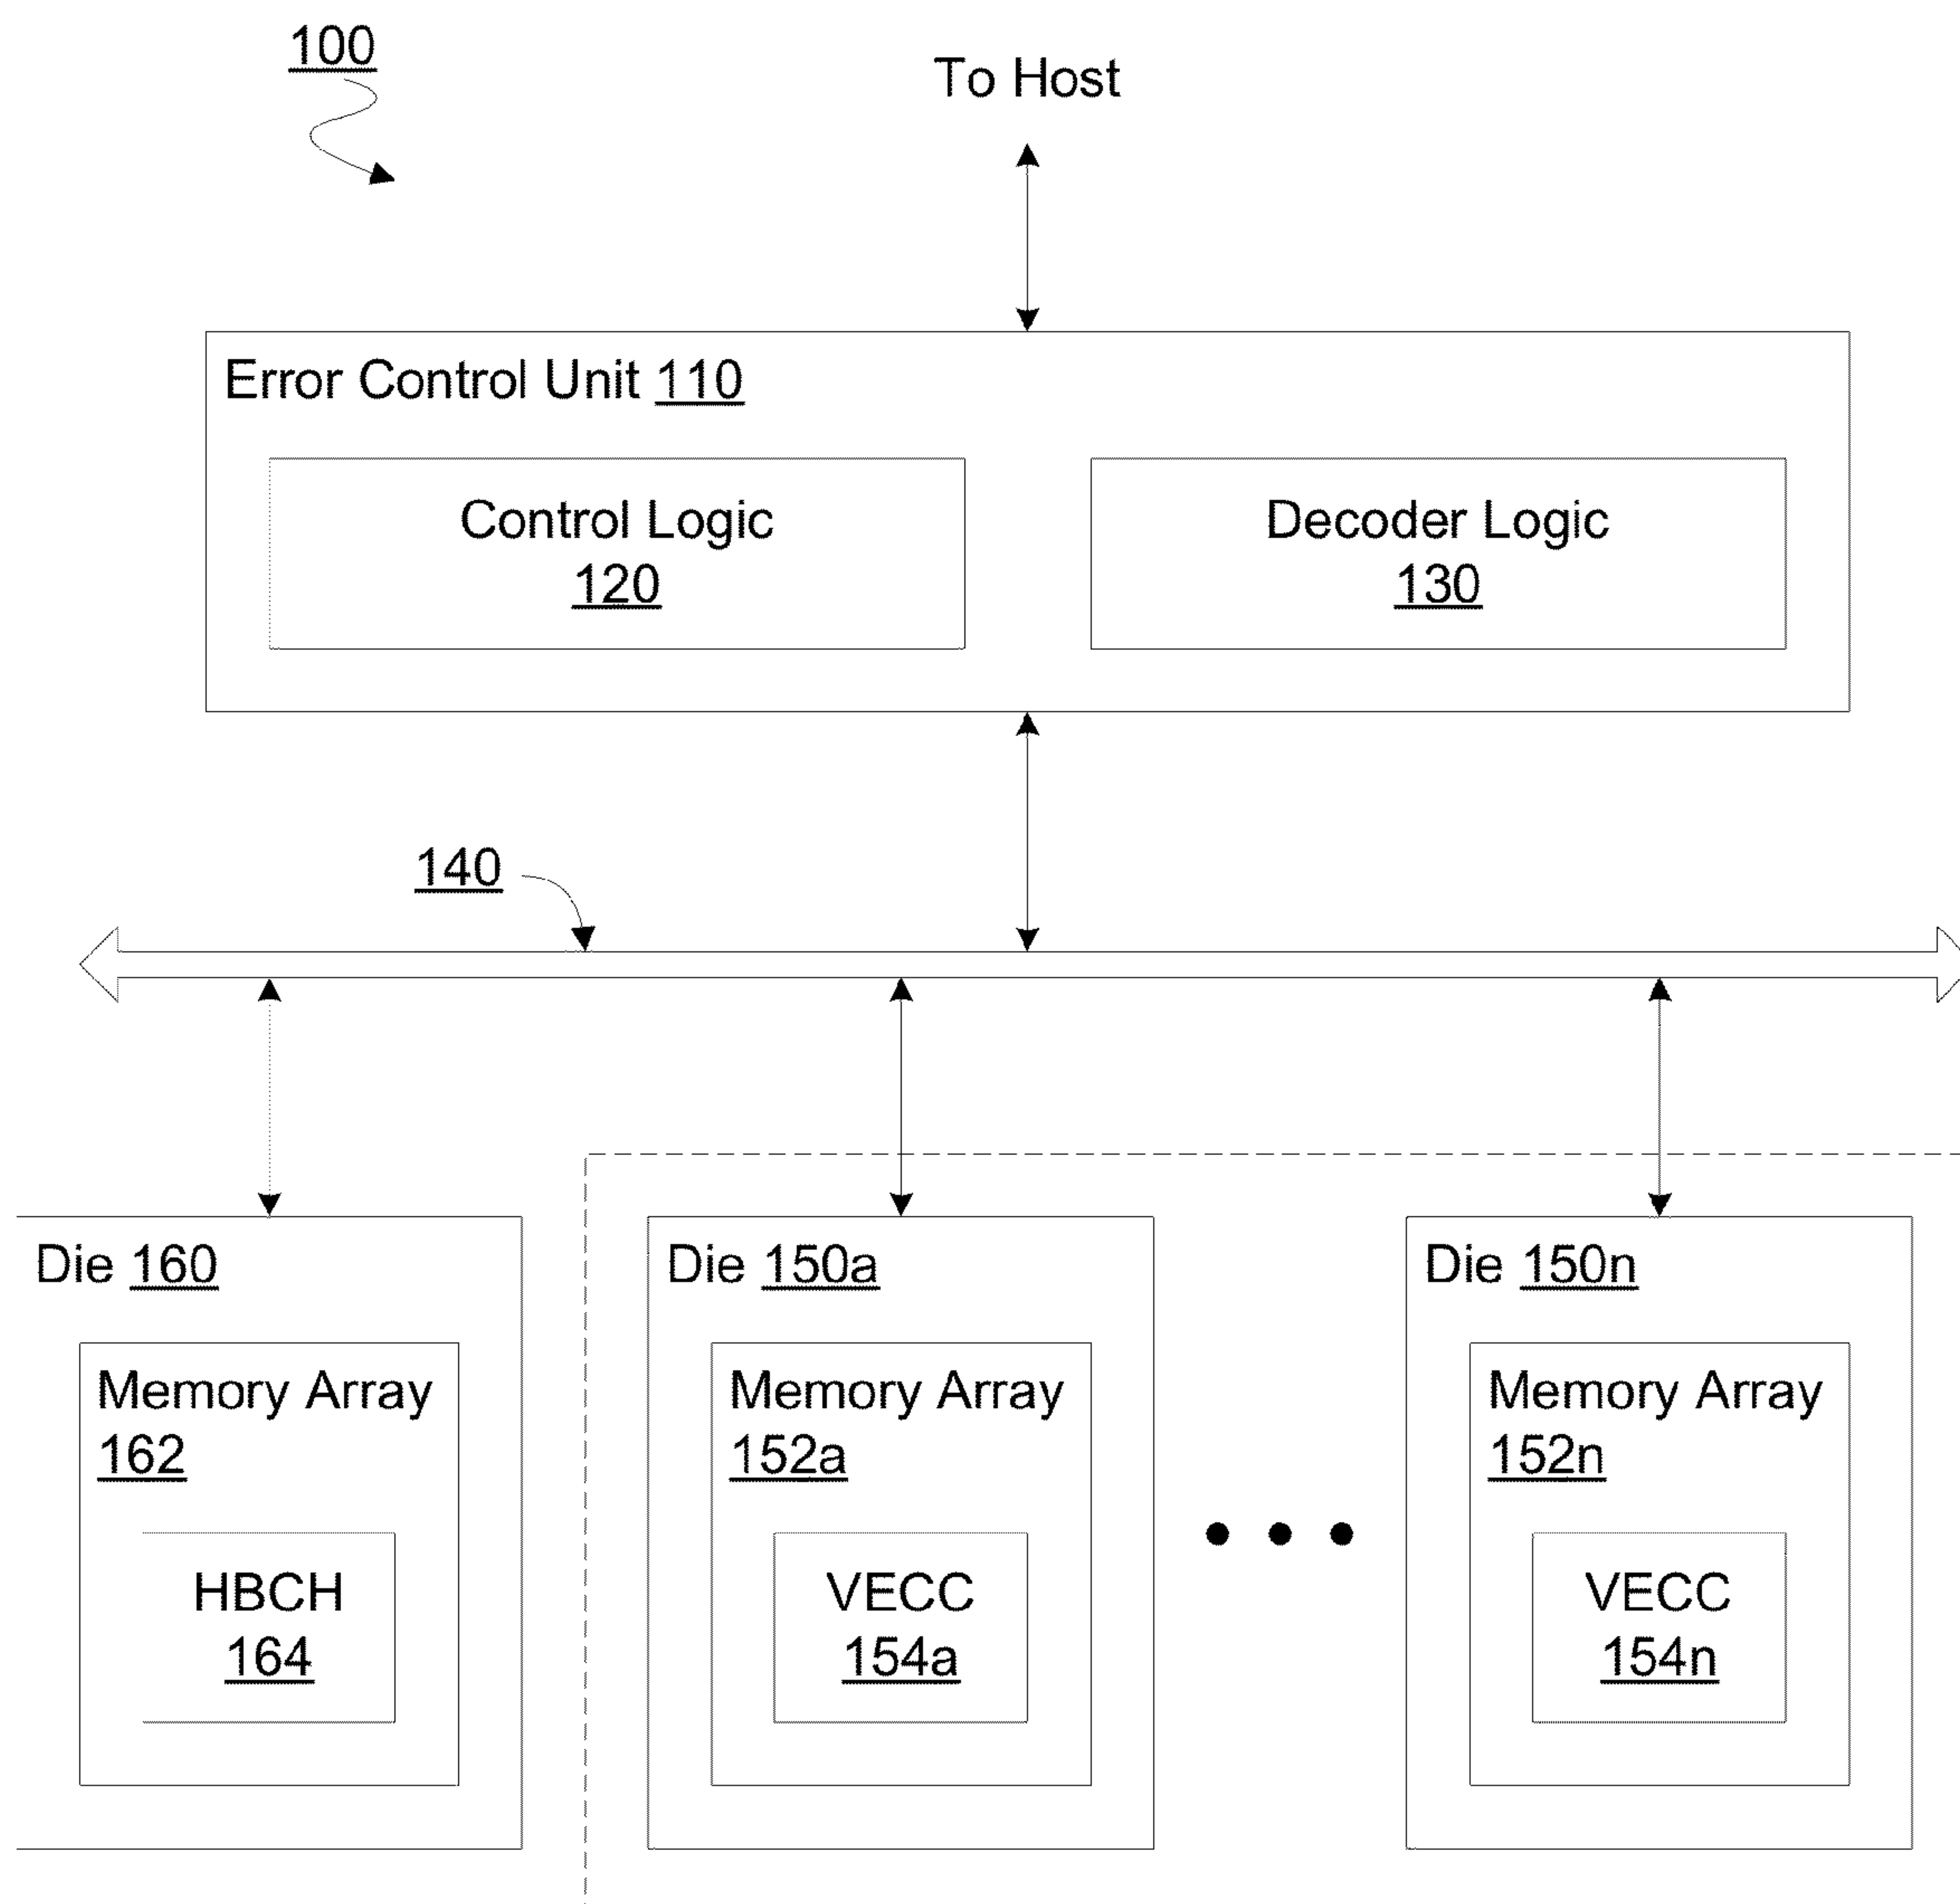 100
To Host
Error Control Unit 110
Control Logic
120
Decoder Logic
130
140
Die 160
Memory Array
162
HBCH
164
Die 150a
Memory Array
152a
VECC
154a
Die 150n
Memory Array
152n
VECC
154n